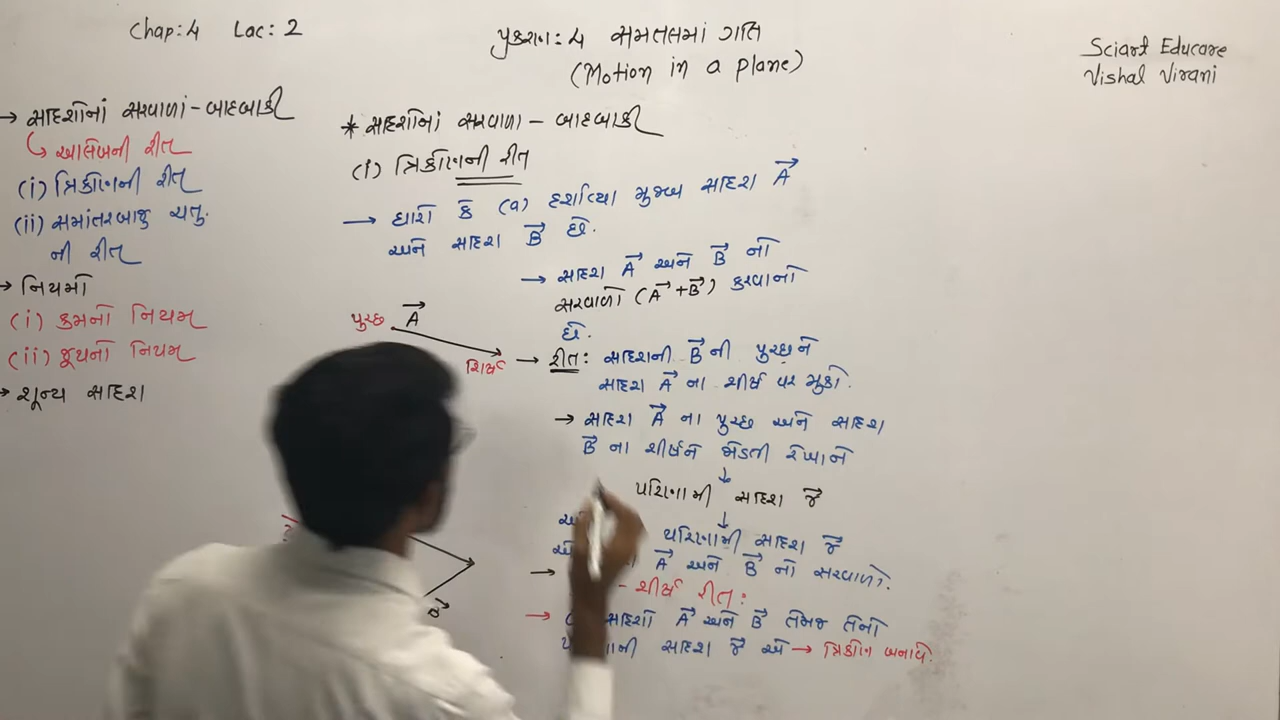 Chap: 4 Lac: 2
પ્રકરણ: 4 સમતલમાં ગતિ
(Motion in a plane)
Sciart Educare
Vishal Virani
→ સદિશોનાં સરવાળા - બાદબાકી
↳ આલેખની રીત
(i) ત્રિકોણની રીત
(ii) સમાંતરબાજુ ચતુ.
ની રીત
→ નિયમો
(i) ક્રમનો નિયમ
(ii) જૂથનો નિયમ
→ શૂન્ય સદિશ
* સદિશોનાં સરવાળા - બાદબાકી
(i) ત્રિકોણની રીત
→ ધારો કે (a) દર્શાવ્યા મુજબ સદિશ A⃗
અને સદિશ B⃗ છે.
→ સદિશ A⃗ અને B⃗ નો
સરવાળો (A⃗ + B⃗) કરવાનો
છે.
પુચ્છ A⃗
શિર્ષ
→ રીત: સદિશની B⃗ ની પુચ્છને
સદિશ A⃗ ના શીર્ષ પર મુકો.
→ સદિશ A⃗ ના પુચ્છ અને સદિશ
B⃗ ના શીર્ષને જોડતી રેખાને
↓
પરિણામી સદિશ r⃗
↓
પરિણામી સદિશ r⃗
A⃗ અને B⃗ નો સરવાળો.
B⃗
→ - શીર્ષ રીત:
→ સદિશો A⃗ અને B⃗ તેમજ તેનો
સદિશ r⃗ એ → ત્રિકોણ બનાવે.